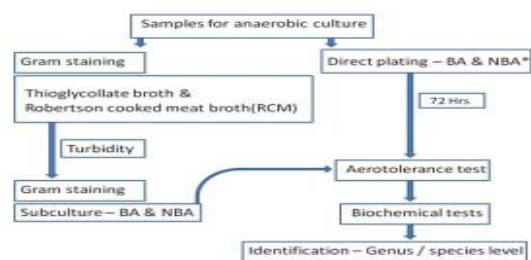 Samples for anaerobic culture
Gram staining
Direct plating – BA & NBA*
Thioglycollate broth &
Robertson cooked meat broth(RCM)
72 Hrs
Turbidity
Aerotolerance test
Gram staining
Subculture – BA & NBA
Biochemical tests
Identification – Genus / species level